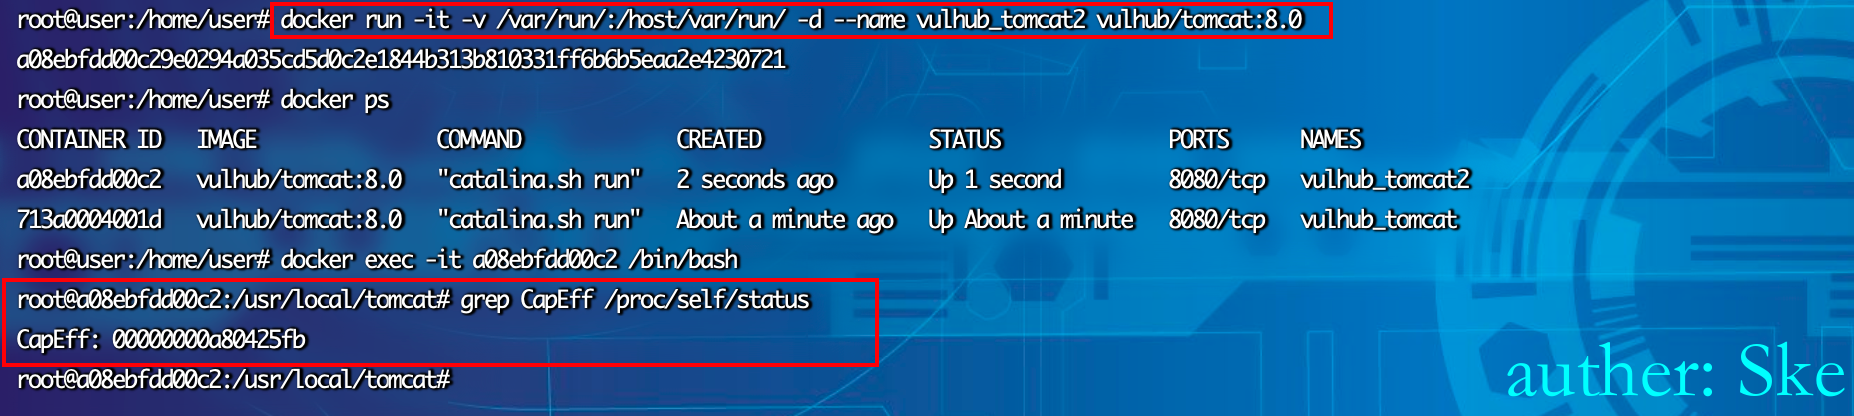 root@user:/home/user# docker run -it -v /var/run/:/host/var/run/ -d --name vulhub_tomcat2 vulhub/tomcat:8.0
a08ebfdd00c29e0294a035cd5d0c2e1844b313b810331ff6b6b5eaa2e4230721
root@user:/home/user# docker ps
CONTAINER ID IMAGE COMMAND CREATED STATUS PORTS NAMES
a08ebfdd00c2 vulhub/tomcat:8.0 "catalina.sh run" 2 seconds ago Up 1 second 8080/tcp vulhub_tomcat2
713a0004001d vulhub/tomcat:8.0 "catalina.sh run" About a minute ago Up About a minute 8080/tcp vulhub_tomcat
root@user:/home/user# docker exec -it a08ebfdd00c2 /bin/bash
root@a08ebfdd00c2:/usr/local/tomcat# grep CapEff /proc/self/status
CapEff: 00000000a80425fb
root@a08ebfdd00c2:/usr/local/tomcat#
auther: Ske